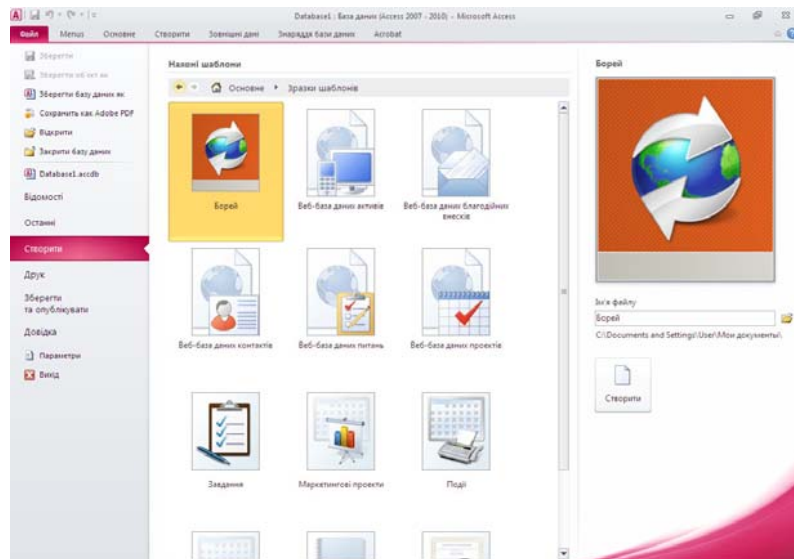 Database1 : База даних (Access 2007 - 2010) - Microsoft Access
Файл Menus Основне Створити Зовнішні дані Знаряддя бази даних Acrobat
Зберегти
Зберегти об'єкт як
Зберегти базу даних як
Сохранить как Adobe PDF
Відкрити
Закрити базу даних
Database1.accdb
Відомості
Останні
Створити
Друк
Зберегти
та опублікувати
Довідка
Параметри
Вихід
Наявні шаблони
Основне
Зразки шаблонів
Борей
Веб-база даних активів
Веб-база даних благодійних
внесків
Веб-база даних контактів
Веб-база даних питань
Веб-база даних проектів
Завдання
Маркетингові проекти
Події
Борей
Ім'я файлу
Борей
C:\Documents and Settings\User\Мои документы\
Створити